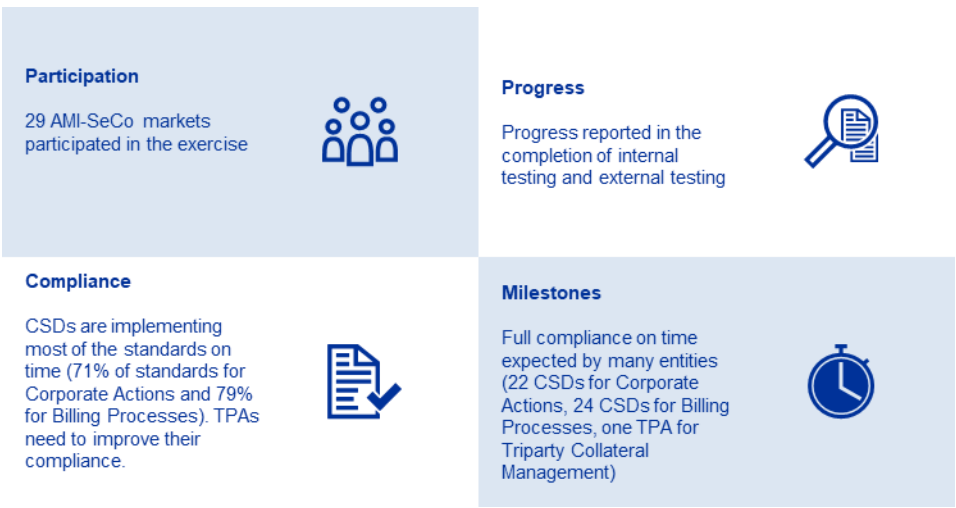 Participation
29 AMI-SeCo markets
participated in the exercise
Progress
Progress reported in the
completion of internal
testing and external testing
Compliance
CSDs are implementing
most of the standards on
time (71% of standards for
Corporate Actions and 79%
for Billing Processes). TPAs
need to improve their
compliance.
Milestones
Full compliance on time
expected by many entities
(22 CSDs for Corporate
Actions, 24 CSDs for Billing
Processes, one TPA for
Triparty Collateral
Management)